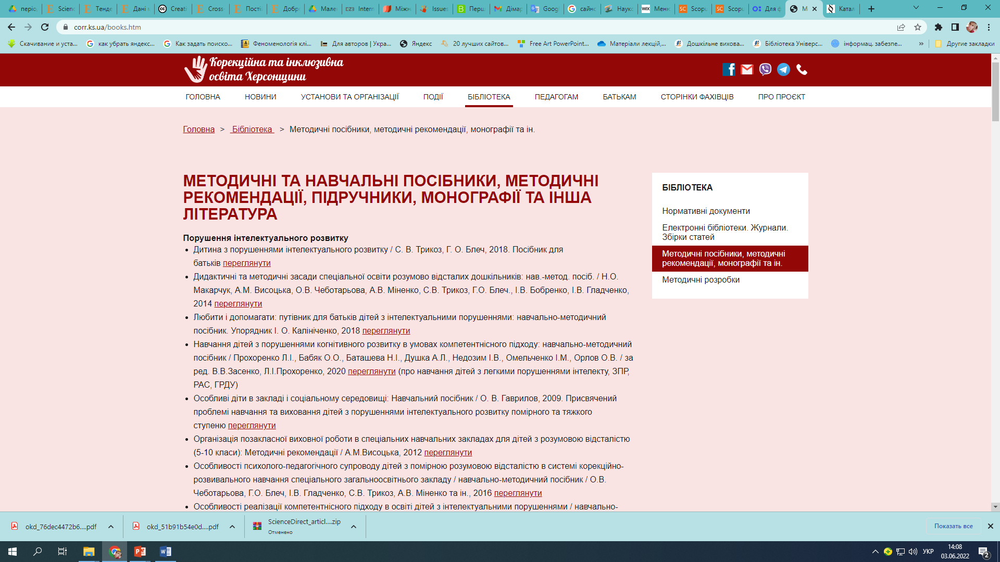 періо
Scienc
Тенде
Дані м
Creati
Cross-
Пості
Добр
Мале
Intern
Міжн
Issues
Перш
Дімар
Goog
сайнс
Науко
Меню
Scopu
Scopu
Для ф
М
Катал
corr.ks.ua/books.htm
Скачивание и уста...
как убрать яндекс...
Как задать поиско...
Феноменологія клі...
Для авторов | Укра...
Яндекс
20 лучших сайтов...
Free Art PowerPoint...
Матеріали лекцій,...
Дошкільне вихова...
Бібліотека Універс...
інформац. забезпе...
»
Другие закладки
Корекційна та інклюзивна
освіта Херсонщини
ГОЛОВНА
НОВИНИ
УСТАНОВИ ТА ОРГАНІЗАЦІЇ
ПОДІЇ
БІБЛІОТЕКА
ПЕДАГОГАМ
БАТЬКАМ
СТОРІНКИ ФАХІВЦІВ
ПРО ПРОЄКТ
Головна > Бібліотека > Методичні посібники, методичні рекомендації, монографії та ін.
МЕТОДИЧНІ ТА НАВЧАЛЬНІ ПОСІБНИКИ, МЕТОДИЧНІ
РЕКОМЕНДАЦІЇ, ПІДРУЧНИКИ, МОНОГРАФІЇ ТА ІНША
ЛІТЕРАТУРА
Порушення інтелектуального розвитку
• Дитина з порушеннями інтелектуального розвитку / С. В. Трикоз, Г. О. Блеч, 2018. Посібник для
батьків переглянути
• Дидактичні та методичні засади спеціальної освіти розумово відсталих дошкільників: нав.-метод. посіб. / Н.О.
Макарчук, А.М. Висоцька, О.В. Чеботарьова, А.В. Міненко, С.В. Трикоз, Г.О. Блеч., І.В. Бобренко, І.В. Гладченко,
2014 переглянути
• Любити і допомагати: путівник для батьків дітей з інтелектуальними порушеннями: навчально-методичний
посібник. Упорядник І. О. Калініченко, 2018 переглянути
• Навчання дітей з порушеннями когнітивного розвитку в умовах компетентнісного підходу: навчально-методичний
посібник / Прохоренко Л.І., Бабяк О.О., Баташева Н.І., Душка А.Л., Недозим І.В., Омельченко І.М., Орлов О.В. / за
ред. В.В.Засенко, Л.І.Прохоренко, 2020 переглянути (про навчання дітей з легкими порушеннями інтелекту, ЗПР,
РАС, ГРДУ)
• Особливі діти в закладі і соціальному середовищі: Навчальний посібник / О. В. Гаврилов, 2009. Присвячений
проблемі навчання та виховання дітей з порушеннями інтелектуального розвитку помірного та тяжкого
ступеню переглянути
• Організація позакласної виховної роботи в спеціальних навчальних закладах для дітей з розумовою відсталістю
(5-10 класи): Методичні рекомендації / А.М.Висоцька, 2012 переглянути
• Особливості психолого-педагогічного супроводу дітей з помірною розумовою відсталістю в системі корекційно-
розвивального навчання спеціального загальноосвітнього закладу / навчально-методичний посібник / О.В.
Чеботарьова, Г.О. Блеч, І.В. Гладченко, С.В. Трикоз, А.В. Міненко та ін., 2016 переглянути
• Особливості реалізації компетентнісного підходу в освіті дітей з інтелектуальними порушеннями / навчально-
БІБЛІОТЕКА
Нормативні документи
Електронні бібліотеки. Журнали.
Збірки статей
Методичні посібники, методичні
рекомендації, монографії та ін.
Методичні розробки
okd_76dec4472b6....pdf
okd_51b91b54e0d....pdf
ScienceDirect_articl....zip
Отменено
Показать все
УКР
14:08
03.06.2022
2